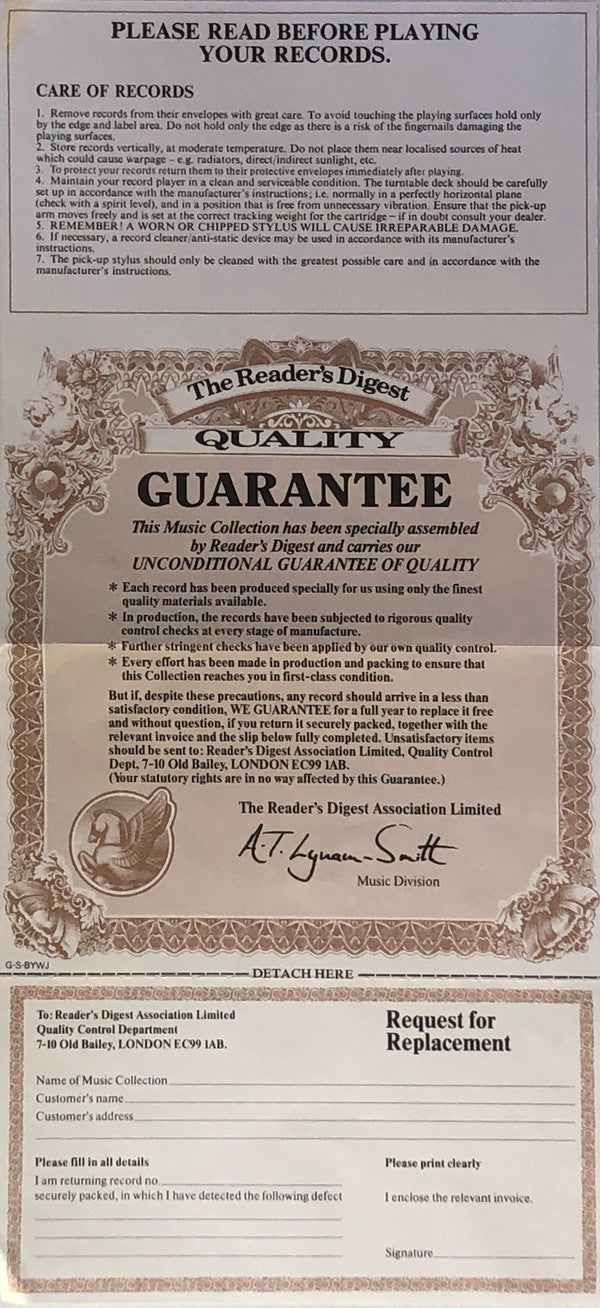 PLEASE READ BEFORE PLAYING
YOUR RECORDS.
CARE OF RECORDS
1. Remove records from their envelopes with great care. To avoid touching the playing surfaces hold only
by the edge and label area. Do not hold only the edge as there is a risk of the fingernails damaging the
playing surfaces.
2. Store records vertically, at moderate temperature. Do not place them near localised sources of heat
which could cause warpage – e.g. radiators, direct/indirect sunlight, etc.
3. To protect your records return them to their protective envelopes immediately after playing.
4. Maintain your record player in a clean and serviceable condition. The turntable deck should be carefully
set up in accordance with the manufacturer's instructions; i.e. normally in a perfectly horizontal plane
(check with a spirit level), and in a position that is free from unnecessary vibration. Ensure that the pick-up
arm moves freely and is set at the correct tracking weight for the cartridge – if in doubt consult your dealer.
5. REMEMBER! A WORN OR CHIPPED STYLUS WILL CAUSE IRREPARABLE DAMAGE.
6. If necessary, a record cleaner/anti-static device may be used in accordance with its manufacturer's
instructions.
7. The pick-up stylus should only be cleaned with the greatest possible care and in accordance with the
manufacturer's instructions.
The Reader's Digest
QUALITY
GUARANTEE
This Music Collection has been specially assembled
by Reader's Digest and carries our
UNCONDITIONAL GUARANTEE OF QUALITY
* Each record has been produced specially for us using only the finest
quality materials available.
* In production, the records have been subjected to rigorous quality
control checks at every stage of manufacture.
* Further stringent checks have been applied by our own quality control.
* Every effort has been made in production and packing to ensure that
this Collection reaches you in first-class condition.
But if, despite these precautions, any record should arrive in a less than
satisfactory condition, WE GUARANTEE for a full year to replace it free
and without question, if you return it securely packed, together with the
relevant invoice and the slip below fully completed. Unsatisfactory items
should be sent to: Reader's Digest Association Limited, Quality Control
Dept, 7-10 Old Bailey, LONDON EC99 1AB.
(Your statutory rights are in no way affected by this Guarantee.)
The Reader's Digest Association Limited
A.T. Lynam-Smith
Music Division
G-S-BYWJ
DETACH HERE
To: Reader's Digest Association Limited
Quality Control Department
7-10 Old Bailey, LONDON EC99 1AB.
Request for
Replacement
Name of Music Collection
Customer's name
Customer's address
Please fill in all details
I am returning record no.
securely packed, in which I have detected the following defect
Please print clearly
I enclose the relevant invoice.
Signature